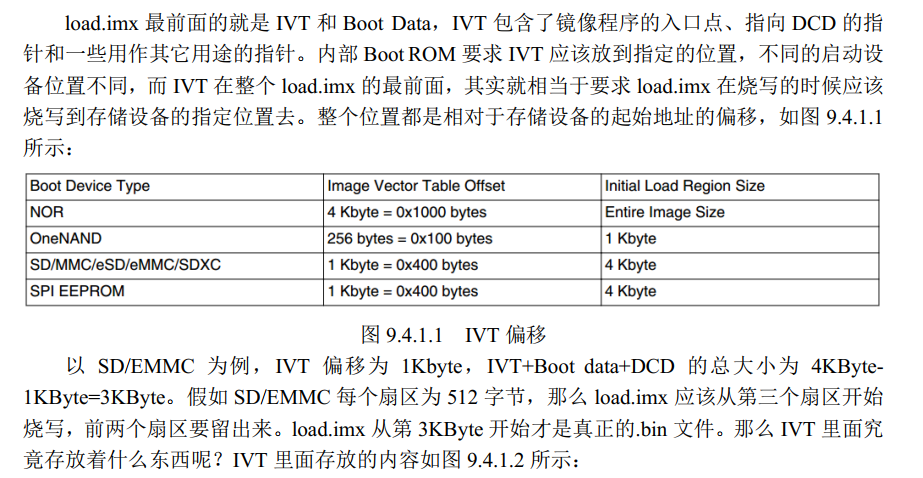 load.imx 最前面的就是 IVT 和 Boot Data，IVT 包含了镜像程序的入口点、指向 DCD 的指
针和一些用作其它用途的指针。内部 Boot ROM 要求 IVT 应该放到指定的位置，不同的启动设
备位置不同，而 IVT 在整个 load.imx 的最前面，其实就相当于要求 load.imx 在烧写的时候应该
烧写到存储设备的指定位置去。整个位置都是相对于存储设备的起始地址的偏移，如图 9.4.1.1
所示：
Boot Device Type Image Vector Table Offset Initial Load Region Size
NOR 4 Kbyte = 0x1000 bytes Entire Image Size
OneNAND 256 bytes = 0x100 bytes 1 Kbyte
SD/MMC/eSD/eMMC/SDXC 1 Kbyte = 0x400 bytes 4 Kbyte
SPI EEPROM 1 Kbyte = 0x400 bytes 4 Kbyte
图 9.4.1.1 IVT 偏移
以 SD/EMMC 为例，IVT 偏移为 1Kbyte，IVT+Boot data+DCD 的总大小为 4KByte-
1KByte=3KByte。假如 SD/EMMC 每个扇区为 512 字节，那么 load.imx 应该从第三个扇区开始
烧写，前两个扇区要留出来。load.imx 从第 3KByte 开始才是真正的.bin 文件。那么 IVT 里面究
竟存放着什么东西呢？IVT 里面存放的内容如图 9.4.1.2 所示：